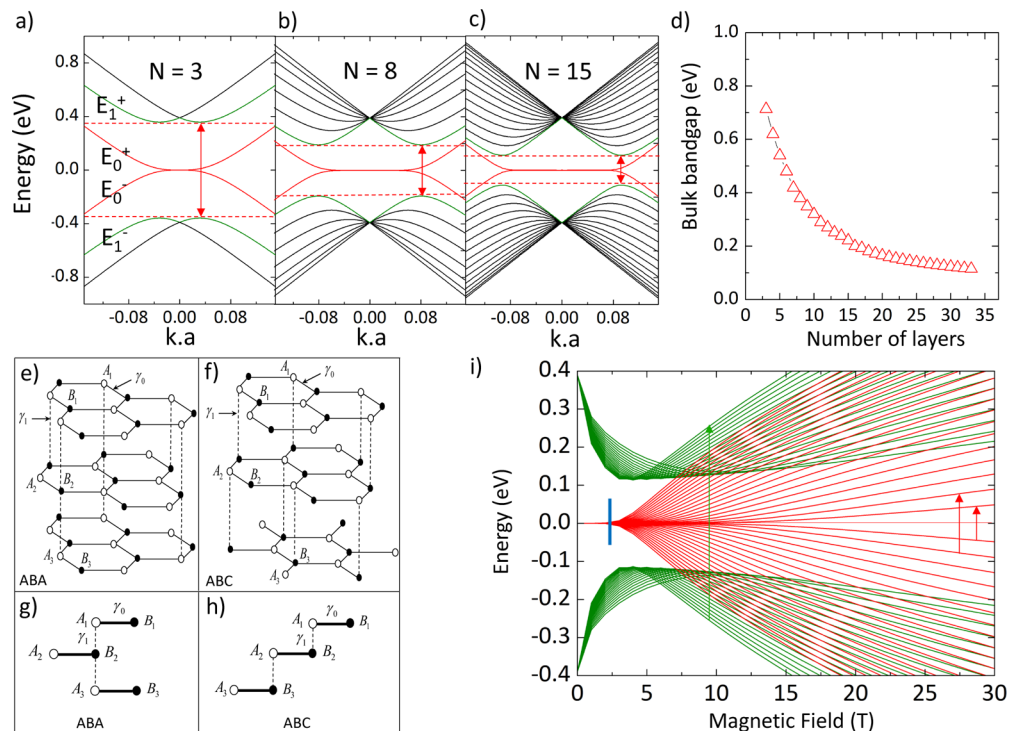 a)
N = 3
E₁⁺
E₀⁺
E₀⁻
E₁⁻
Energy (eV)
0.8
0.4
0.0
-0.4
-0.8
-0.08 0.00 0.08
k.a
b)
N = 8
-0.08 0.00 0.08
k.a
c)
N = 15
-0.08 0.00 0.08
k.a
d)
Bulk bandgap (eV)
1.0
0.8
0.6
0.4
0.2
0.0
0 5 10 15 20 25 30 35
Number of layers
e)
A₁
γ₀
B₁
γ₁
A₂
B₂
A₃
B₃
ABA
f)
A₁
γ₀
B₁
γ₁
A₂
B₂
B₃
A₃
ABC
g)
γ₀
A₁ B₁
γ₁
A₂ B₂
A₃ B₃
ABA
h)
γ₀
A₁ B₁
γ₁
A₂ B₂
A₃ B₃
ABC
i)
Energy (eV)
0.4
0.3
0.2
0.1
0.0
-0.1
-0.2
-0.3
-0.4
0 5 10 15 20 25 30
Magnetic Field (T)